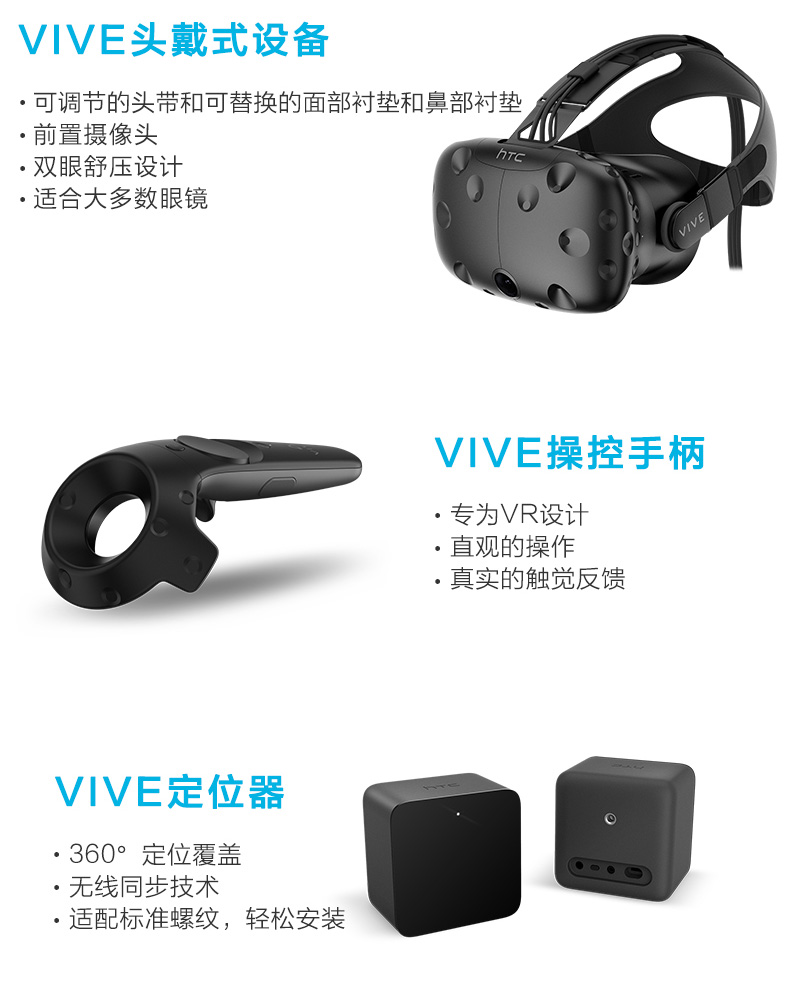 VIVE头戴式设备
• 可调节的头带和可替换的面部衬垫和鼻部衬垫
• 前置摄像头
• 双眼舒压设计
• 适合大多数眼镜
hTC
VIVE
VIVE操控手柄
• 专为VR设计
• 直观的操作
• 真实的触觉反馈
VIVE定位器
• 360°定位覆盖
• 无线同步技术
• 适配标准螺纹，轻松安装
hTC
hTC